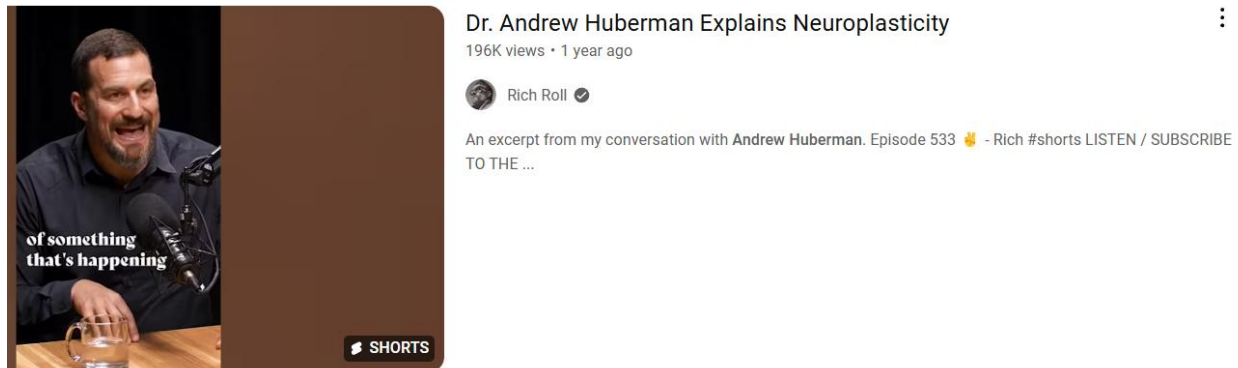 of something
that's happening
SHORTS
Dr. Andrew Huberman Explains Neuroplasticity
196K views • 1 year ago
Rich Roll
An excerpt from my conversation with Andrew Huberman. Episode 533 ✌️ - Rich #shorts LISTEN / SUBSCRIBE
TO THE ...